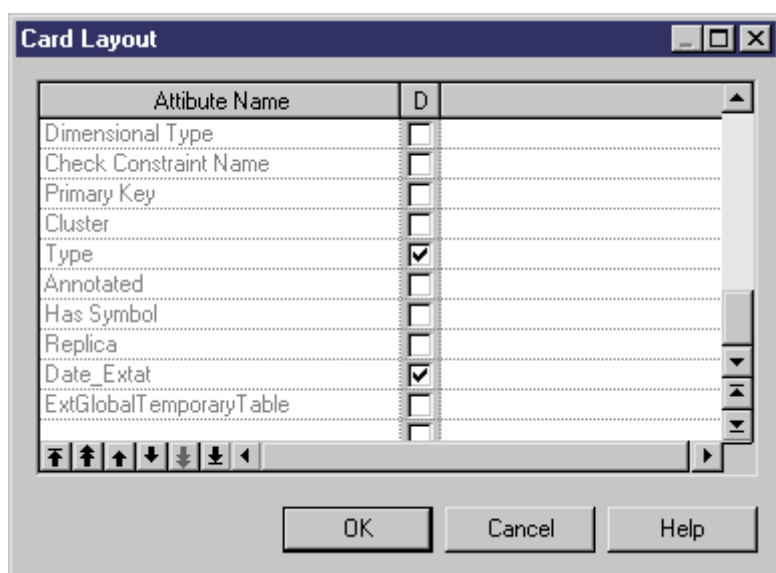 Card Layout
Attibute Name D
Dimensional Type
Check Constraint Name
Primary Key
Cluster
Type
Annotated
Has Symbol
Replica
Date_Extat
ExtGlobalTemporaryTable
OK Cancel Help